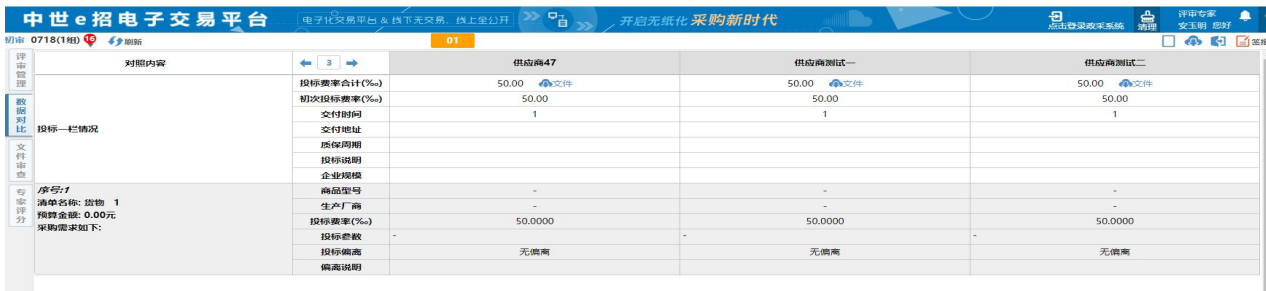 中世e招电子交易平台 电子化交易平台 & 线下无交易、线上全公开 开启无纸化 采购新时代 点击登录政采系统 清理 评审专家
安玉明 您好
初审 0718(1组) 16 刷新 01 签报
评审管理
数据对比
文件审查
专家评分
对照内容 3 供应商47 供应商测试一 供应商测试二
投标一栏情况
投标费率合计(‰) 50.00 文件 50.00 文件 50.00 文件
初次投标费率(‰) 50.00 50.00 50.00
交付时间 1 1 1
交付地址
质保周期
投标说明
企业规模
序号:1
清单名称: 货物 1
预算金额: 0.00元
采购需求如下:
商品型号 - - -
生产厂商 - - -
投标费率(‰) 50.0000 50.0000 50.0000
投标参数 - - -
投标偏离 无偏离 无偏离 无偏离
偏离说明